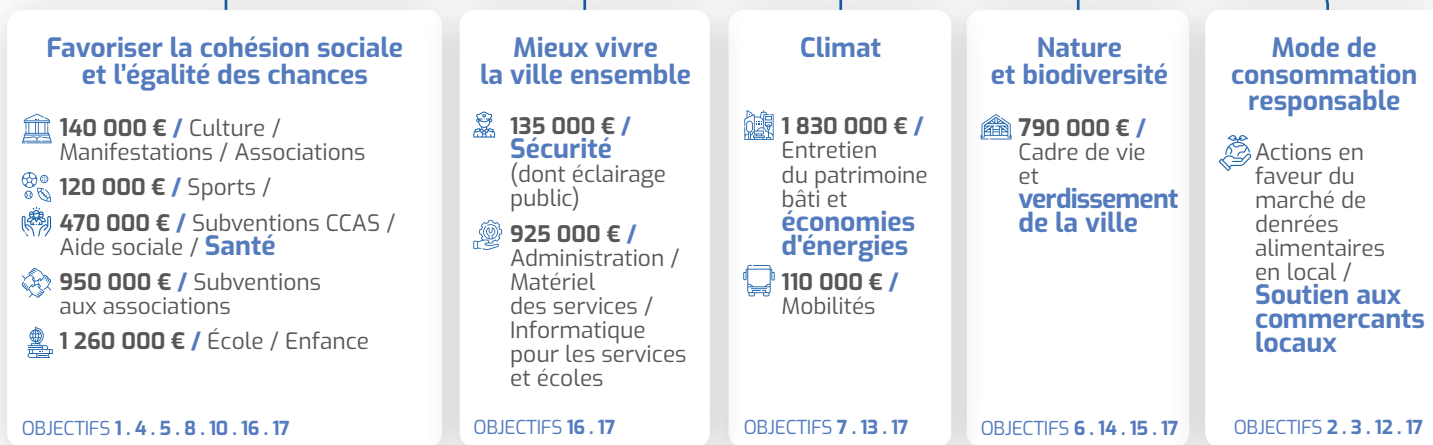 Favoriser la cohésion sociale
et l'égalité des chances
140 000 € / Culture /
Manifestations / Associations
120 000 € / Sports /
470 000 € / Subventions CCAS /
Aide sociale / Santé
950 000 € / Subventions
aux associations
1 260 000 € / École / Enfance
OBJECTIFS 1 . 4 . 5 . 8 . 10 . 16 . 17
Mieux vivre
la ville ensemble
135 000 € /
Sécurité
(dont éclairage
public)
925 000 € /
Administration /
Matériel
des services /
Informatique
pour les services
et écoles
OBJECTIFS 16 . 17
Climat
1 830 000 € /
Entretien
du patrimoine
bâti et
économies
d'énergies
110 000 € /
Mobilités
OBJECTIFS 7 . 13 . 17
Nature
et biodiversité
790 000 € /
Cadre de vie
et
verdissement
de la ville
OBJECTIFS 6 . 14 . 15 . 17
Mode de
consommation
responsable
Actions en
faveur du
marché de
denrées
alimentaires
en local /
Soutien aux
commercants
locaux
OBJECTIFS 2 . 3 . 12 . 17